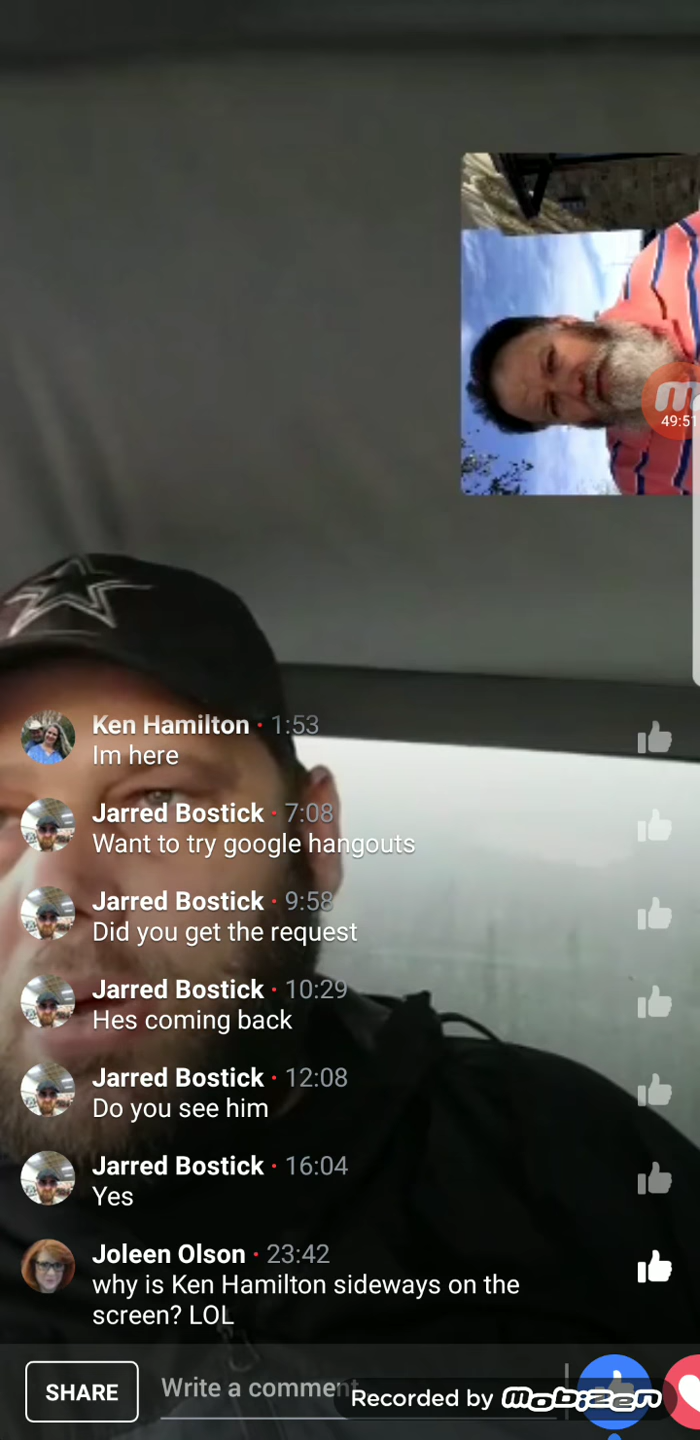 49:51
Ken Hamilton · 1:53
Im here
Jarred Bostick · 7:08
Want to try google hangouts
Jarred Bostick · 9:58
Did you get the request
Jarred Bostick · 10:29
Hes coming back
Jarred Bostick · 12:08
Do you see him
Jarred Bostick · 16:04
Yes
Joleen Olson · 23:42
why is Ken Hamilton sideways on the
screen? LOL
SHARE
Write a comment
Recorded by mobizen